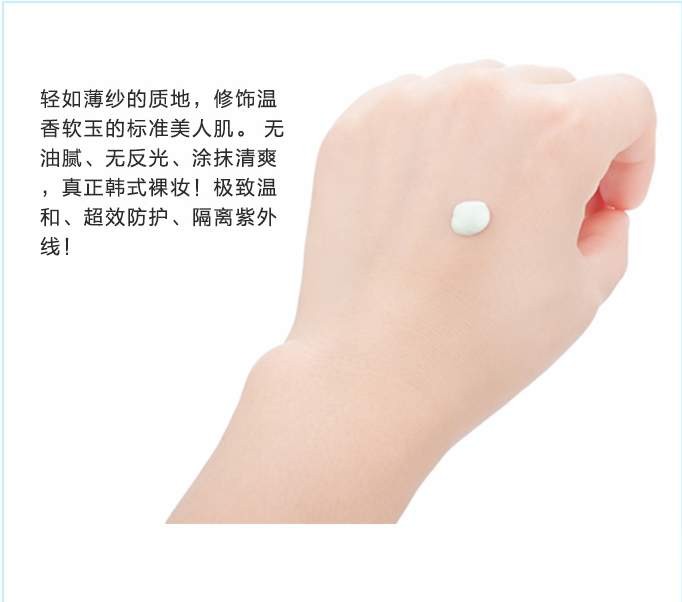 轻如薄纱的质地，修饰温
香软玉的标准美人肌。 无
油腻、无反光、涂抹清爽
，真正韩式裸妆！极致温
和、超效防护、隔离紫外
线！